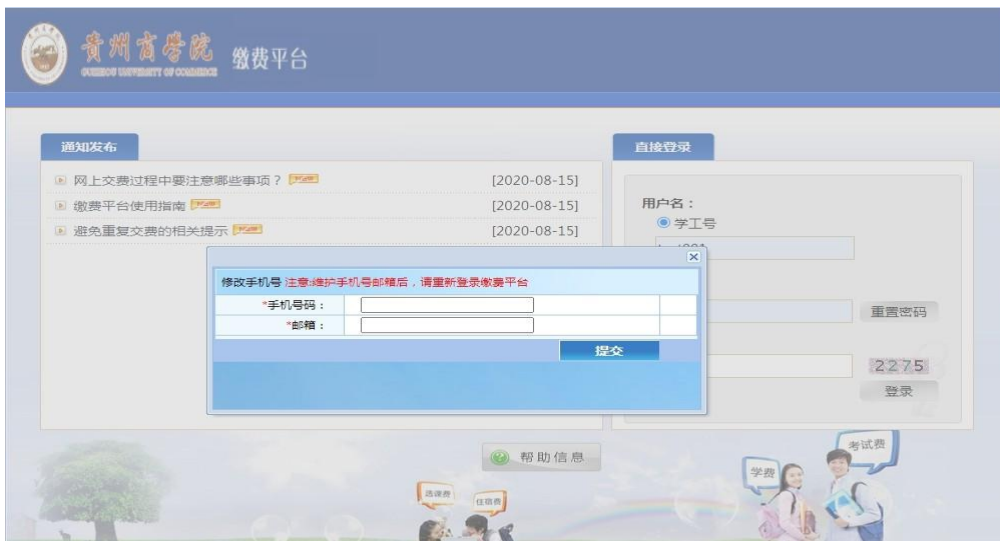 贵州商学院 缴费平台
GUIZHOU UNIVERSITY OF COMMERCE
通知发布
网上交费过程中要注意哪些事项？ [2020-08-15]
缴费平台使用指南 [2020-08-15]
避免重复交费的相关提示 [2020-08-15]
直接登录
用户名：
学工号
重置密码
2275
登录
修改手机号 注意:维护手机号邮箱后，请重新登录缴费平台
*手机号码：
*邮箱：
提交
帮助信息
选课费
住宿费
学费
考试费